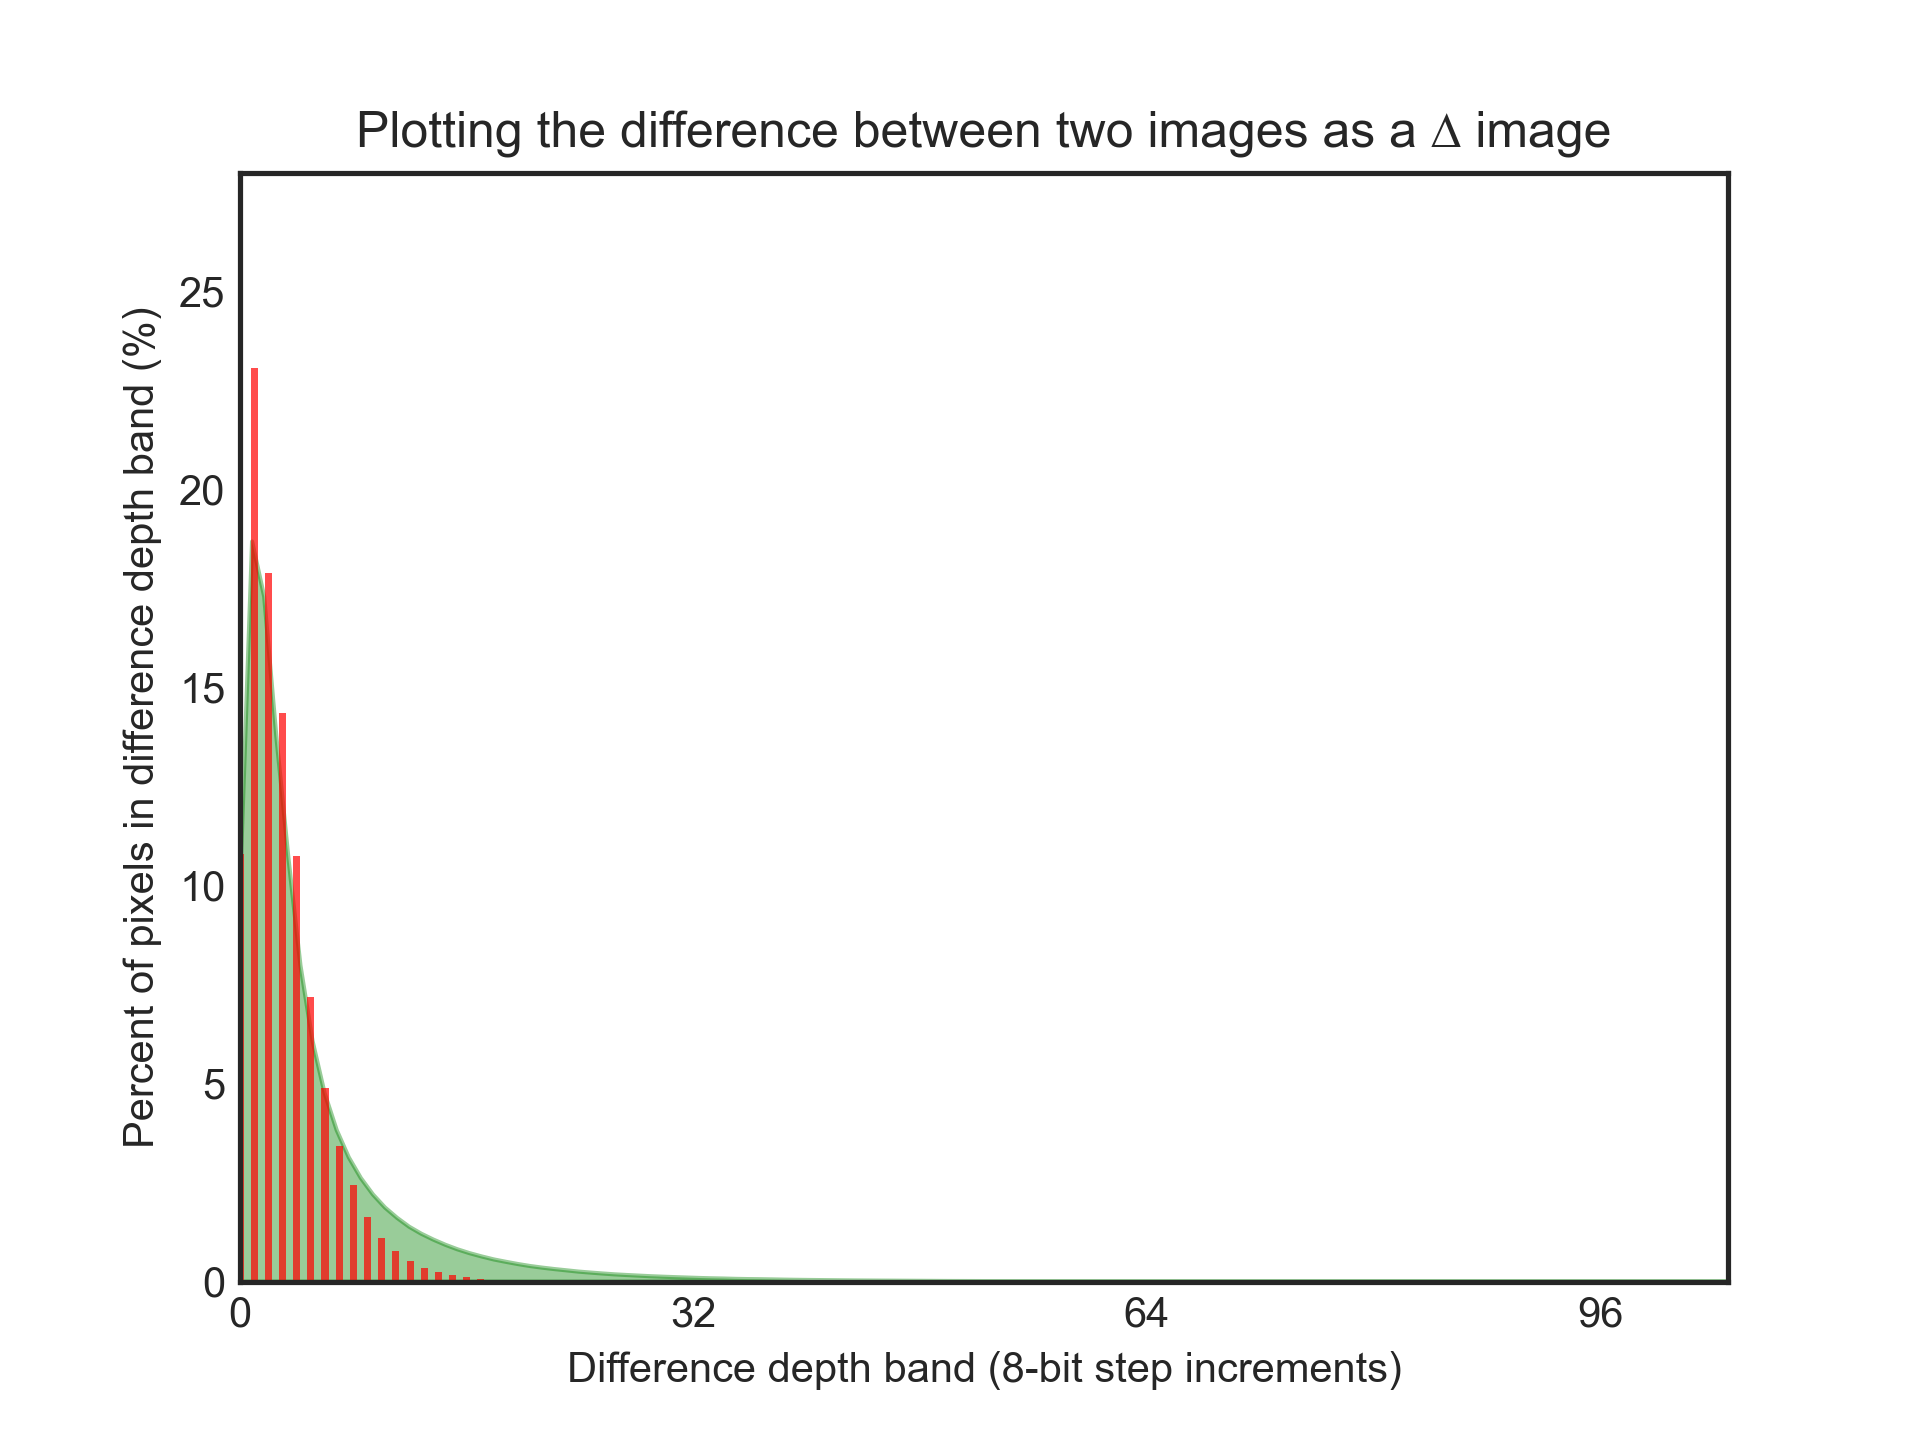 Plotting the difference between two images as a Δ image
Percent of pixels in difference depth band (%)
25
20
15
10
5
0
0 32 64 96
Difference depth band (8-bit step increments)